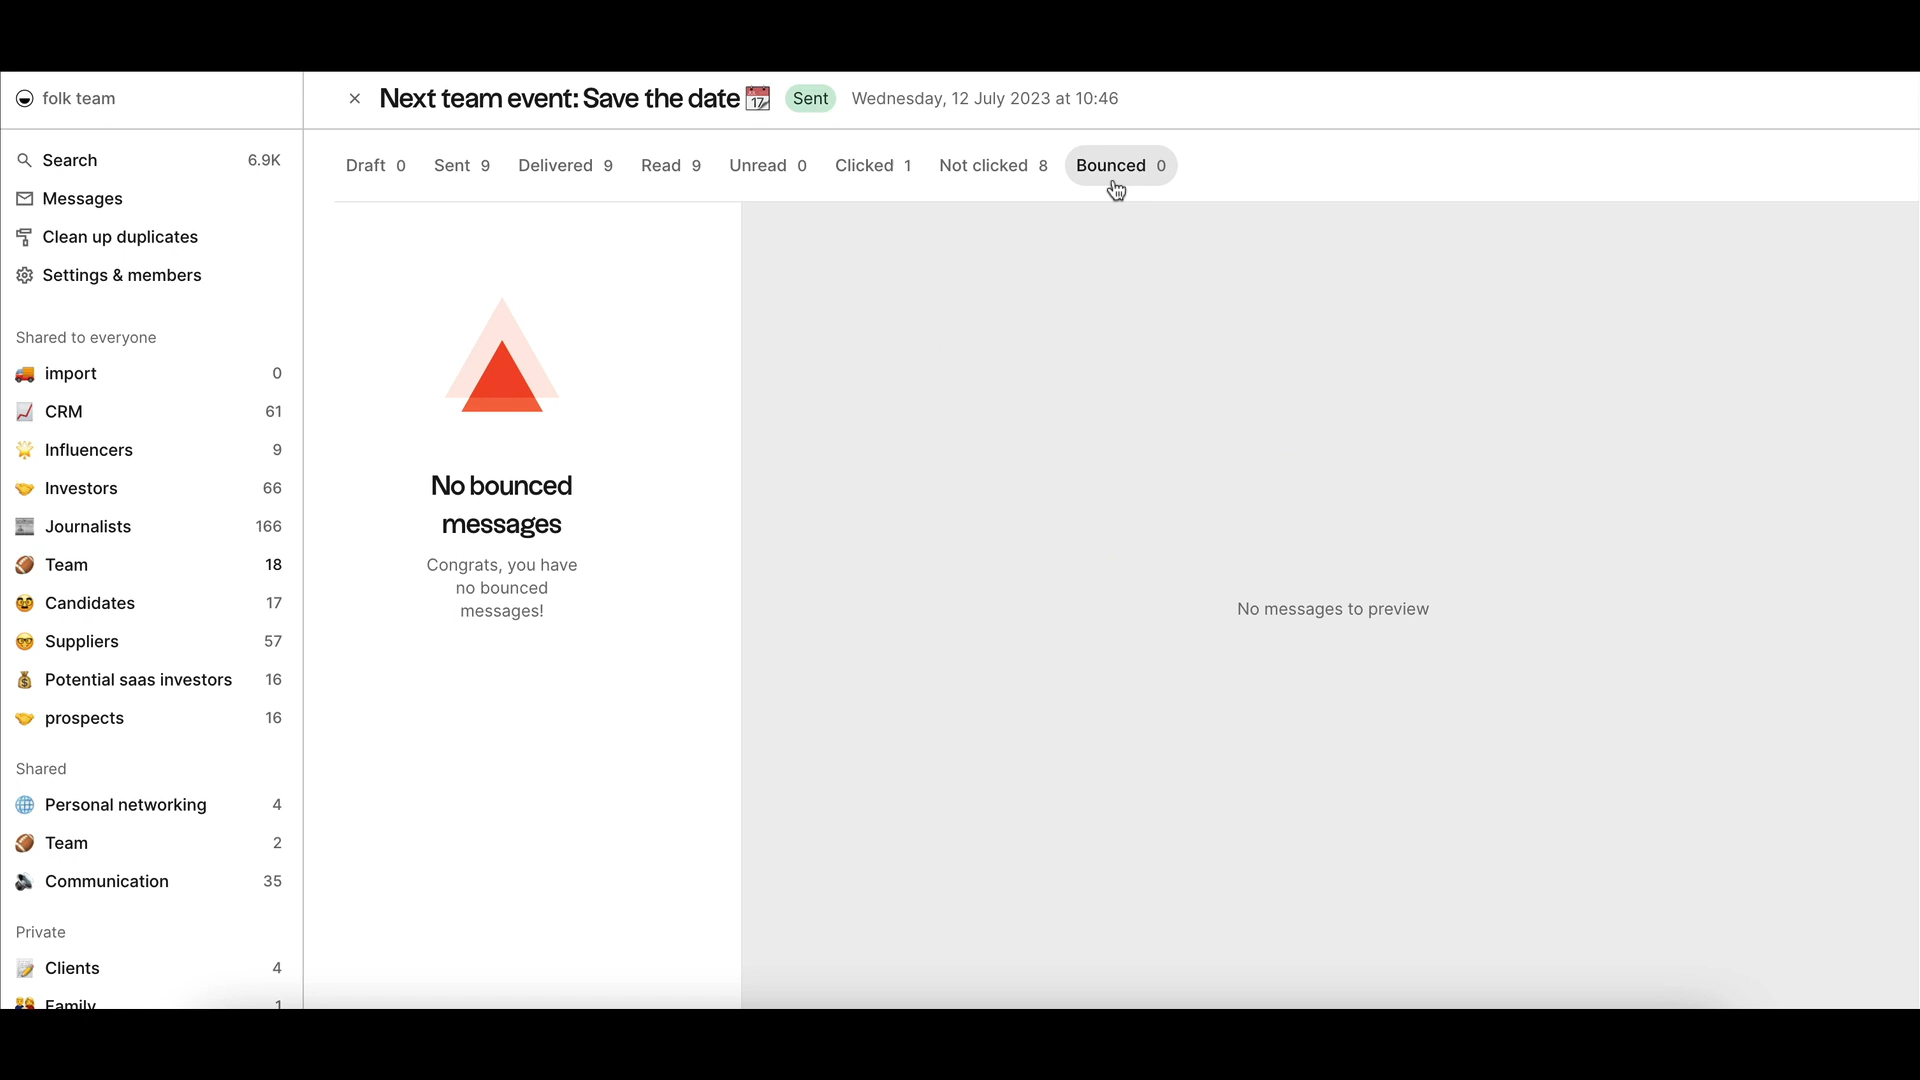 folk team
Next team event: Save the date 📅 Sent Wednesday, 12 July 2023 at 10:46
Search 6.9K
Messages
Clean up duplicates
Settings & members
Draft 0 Sent 9 Delivered 9 Read 9 Unread 0 Clicked 1 Not clicked 8 Bounced 0
Shared to everyone
import 0
CRM 61
Influencers 9
Investors 66
Journalists 166
Team 18
Candidates 17
Suppliers 57
Potential saas investors 16
prospects 16
Shared
Personal networking 4
Team 2
Communication 35
Private
Clients 4
Family 1
No bounced
messages
Congrats, you have
no bounced
messages!
No messages to preview